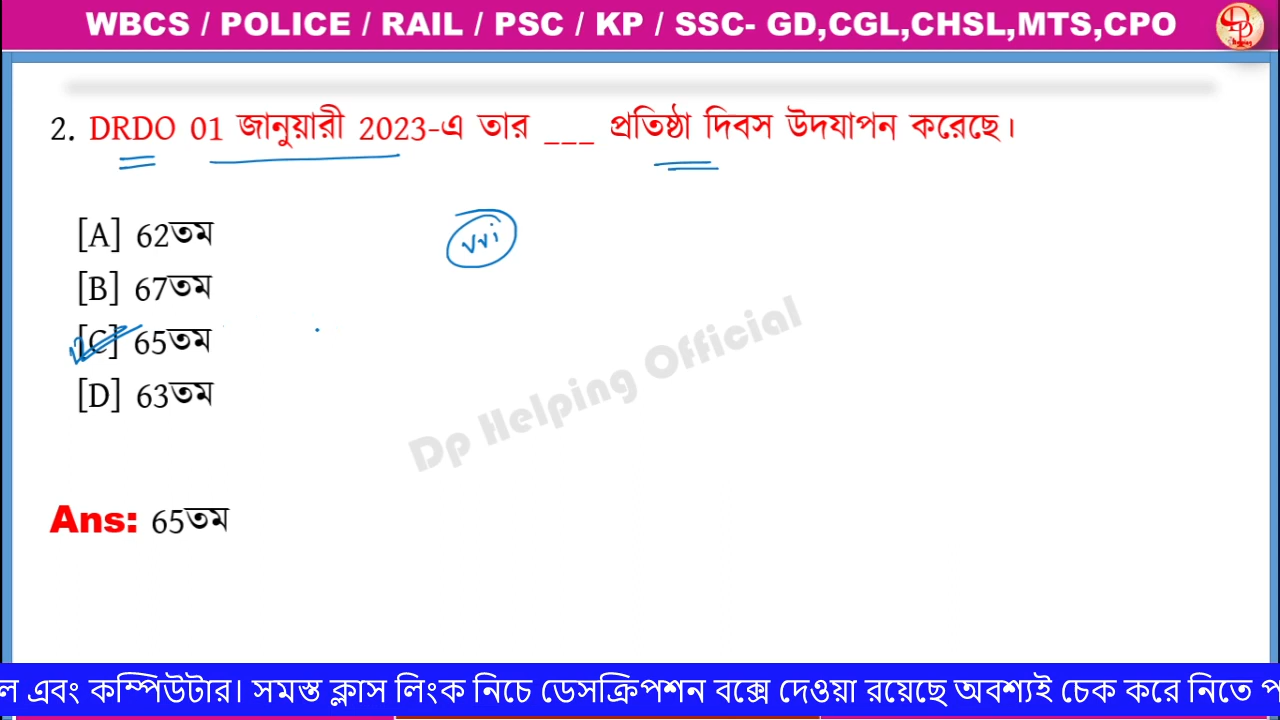 WBCS / POLICE / RAIL / PSC / KP / SSC- GD,CGL,CHSL,MTS,CPO
2. DRDO 01 জানুয়ারী 2023-এ তার ___ প্রতিষ্ঠা দিবস উদযাপন করেছে।
[A] 62তম
vvi
[B] 67তম
[C] 65তম
[D] 63তম
Dp Helping Official
Ans: 65তম
ল এবং কম্পিউটার। সমস্ত ক্লাস লিংক নিচে ডেসক্রিপশন বক্সে দেওয়া রয়েছে অবশ্যই চেক করে নিতে প